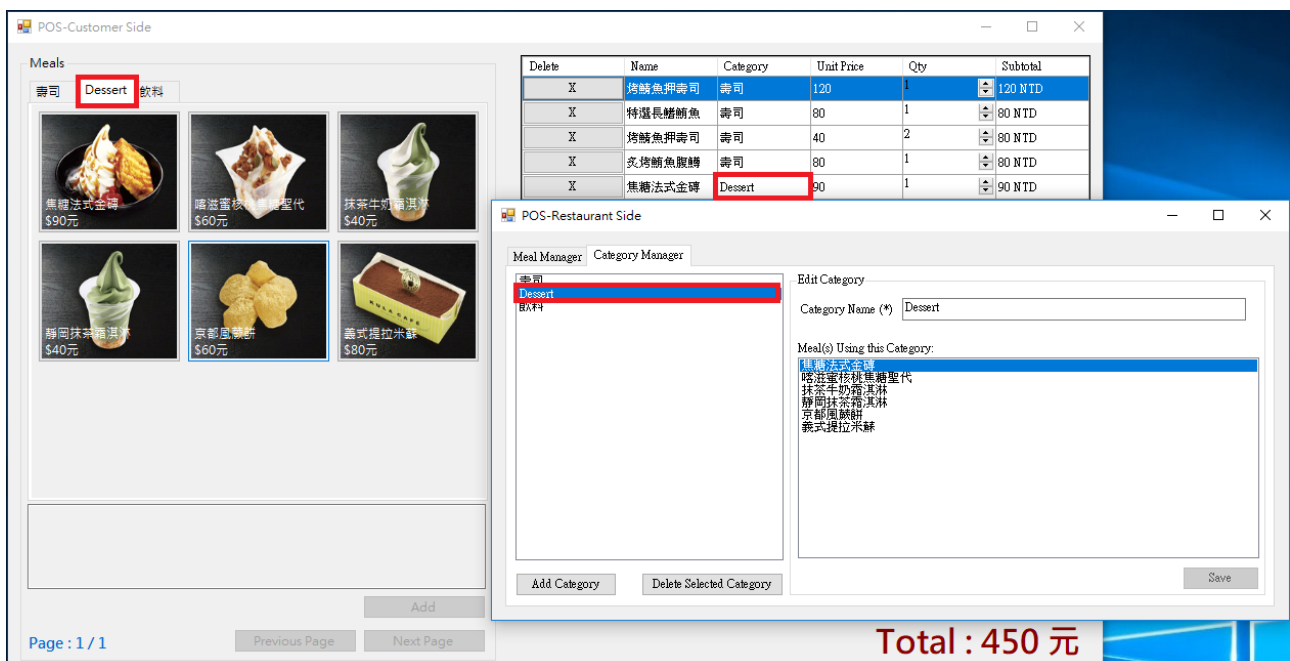 POS-Customer Side
Meals
壽司 Dessert 飲料
焦糖法式金磚
$90元
喀滋蜜核桃焦糖聖代
$60元
抹茶牛奶霜淇淋
$40元
靜岡抹茶霜淇淋
$40元
京都風蕨餅
$60元
義式提拉米蘇
$80元
Add
Page : 1 / 1
Previous Page Next Page
Delete Name Category Unit Price Qty Subtotal
X 烤鯖魚押壽司 壽司 120 1 120 NTD
X 特選長鰭鮪魚 壽司 80 1 80 NTD
X 烤鯖魚押壽司 壽司 40 2 80 NTD
X 炙烤鮪魚腹 壽司 80 1 80 NTD
X 焦糖法式金磚 Dessert 90 1 90 NTD
POS-Restaurant Side
Meal Manager Category Manager
壽司
Dessert
飲料
Add Category Delete Selected Category
Edit Category
Category Name (*) Dessert
Meal(s) Using this Category:
焦糖法式金磚
喀滋蜜核桃焦糖聖代
抹茶牛奶霜淇淋
靜岡抹茶霜淇淋
京都風蕨餅
義式提拉米蘇
Save
Total : 450 元